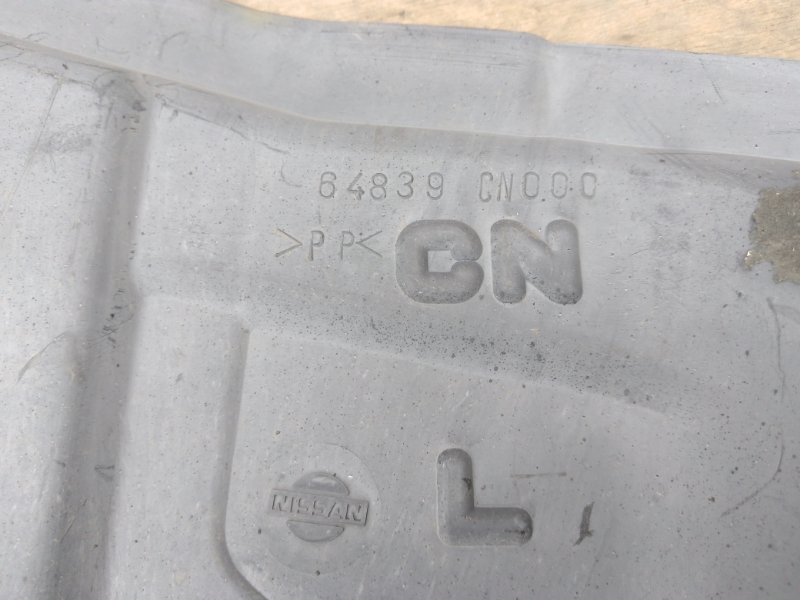 64839 CN000
>PP<
CN
NISSAN
L